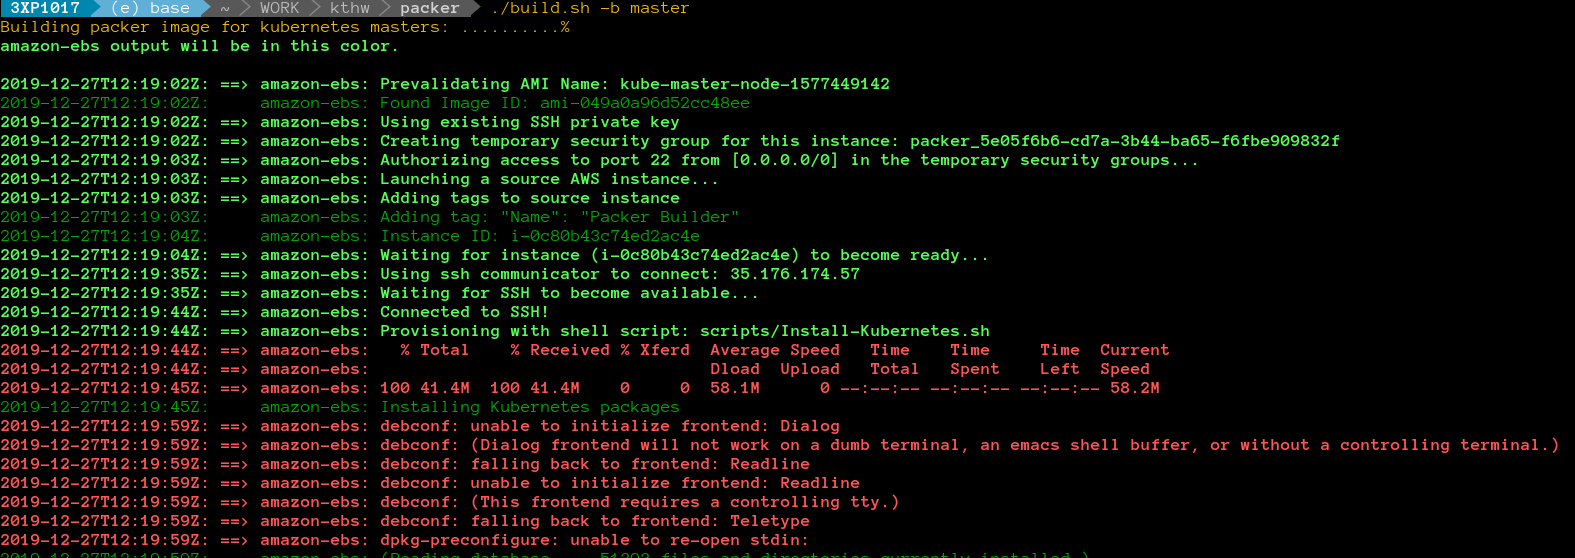 3XP1017 (e) base ~ WORK kthw packer ./build.sh -b master
Building packer image for kubernetes masters: ..........%
amazon-ebs output will be in this color.
2019-12-27T12:19:02Z: ==> amazon-ebs: Prevalidating AMI Name: kube-master-node-1577449142
2019-12-27T12:19:02Z:     amazon-ebs: Found Image ID: ami-049a0a96d52cc48ee
2019-12-27T12:19:02Z: ==> amazon-ebs: Using existing SSH private key
2019-12-27T12:19:02Z: ==> amazon-ebs: Creating temporary security group for this instance: packer_5e05f6b6-cd7a-3b44-ba65-f6fbe909832f
2019-12-27T12:19:03Z: ==> amazon-ebs: Authorizing access to port 22 from [0.0.0.0/0] in the temporary security groups...
2019-12-27T12:19:03Z: ==> amazon-ebs: Launching a source AWS instance...
2019-12-27T12:19:03Z: ==> amazon-ebs: Adding tags to source instance
2019-12-27T12:19:03Z:     amazon-ebs: Adding tag: "Name": "Packer Builder"
2019-12-27T12:19:04Z:     amazon-ebs: Instance ID: i-0c80b43c74ed2ac4e
2019-12-27T12:19:04Z: ==> amazon-ebs: Waiting for instance (i-0c80b43c74ed2ac4e) to become ready...
2019-12-27T12:19:35Z: ==> amazon-ebs: Using ssh communicator to connect: 35.176.174.57
2019-12-27T12:19:35Z: ==> amazon-ebs: Waiting for SSH to become available...
2019-12-27T12:19:44Z: ==> amazon-ebs: Connected to SSH!
2019-12-27T12:19:44Z: ==> amazon-ebs: Provisioning with shell script: scripts/Install-Kubernetes.sh
2019-12-27T12:19:44Z: ==> amazon-ebs:   % Total    % Received % Xferd  Average Speed   Time    Time     Time  Current
2019-12-27T12:19:44Z: ==> amazon-ebs:                                  Dload  Upload   Total   Spent    Left  Speed
2019-12-27T12:19:45Z: ==> amazon-ebs: 100 41.4M  100 41.4M    0     0  58.1M      0 --:--:-- --:--:-- --:--:-- 58.2M
2019-12-27T12:19:45Z:     amazon-ebs: Installing Kubernetes packages
2019-12-27T12:19:59Z: ==> amazon-ebs: debconf: unable to initialize frontend: Dialog
2019-12-27T12:19:59Z: ==> amazon-ebs: debconf: (Dialog frontend will not work on a dumb terminal, an emacs shell buffer, or without a controlling terminal.)
2019-12-27T12:19:59Z: ==> amazon-ebs: debconf: falling back to frontend: Readline
2019-12-27T12:19:59Z: ==> amazon-ebs: debconf: unable to initialize frontend: Readline
2019-12-27T12:19:59Z: ==> amazon-ebs: debconf: (This frontend requires a controlling tty.)
2019-12-27T12:19:59Z: ==> amazon-ebs: debconf: falling back to frontend: Teletype
2019-12-27T12:19:59Z: ==> amazon-ebs: dpkg-preconfigure: unable to re-open stdin:
2019-12-27T12:19:59Z:     amazon-ebs: (Reading database ... files and directories currently installed.)